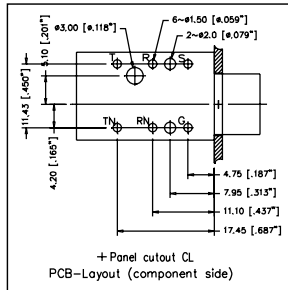 6-ø1.50 [ø.059"]
ø3.00 [ø.118"]
2-ø2.0 [ø.079"]
T R S
5.10 [.201"]
11.43 [.450"]
4.20 [.165"]
TN RN G
4.75 [.187"]
7.95 [.313"]
11.10 [.437"]
17.45 [.687"]
+ Panel cutout CL
PCB-Layout (component side)